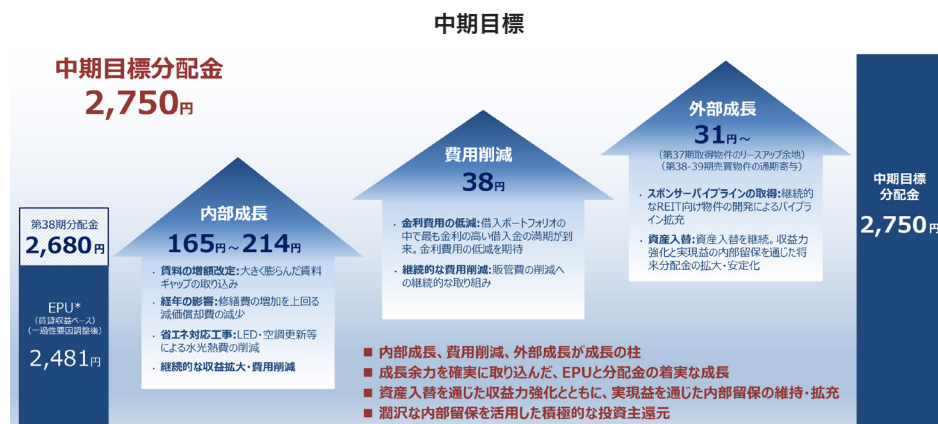 中期目標
中期目標分配金
2,750円
第38期分配金
2,680円
EPU*
(賃貸収益ベース)
(一過性要因調整後)
2,481円
内部成長
165円~214円
・賃料の増額改定:大きく膨らんだ賃料
キャップの取り込み
・経年の影響:修繕費の増加を上回る
減価償却費の減少
・省エネ対応工事:LED・空調更新等
による水光熱費の削減
・継続的な収益拡大・費用削減
費用削減
38円
・金利費用の低減:借入ポートフォリオの
中で最も金利の高い借入金の満期が到
来。金利費用の低減を期待
・継続的な費用削減:販管費の削減へ
の継続的な取り組み
外部成長
31円~
(第37期取得物件のリースアップ余地)
(第38-39期売買物件の通期寄与)
・スポンサーパイプラインの取得:継続的
なREIT向け物件の開発によるパイプ
ライン拡充
・資産入替:資産入替を継続。収益力
強化と実現益の内部留保を通じた将
来分配金の拡大・安定化
中期目標
分配金
2,750円
■ 内部成長、費用削減、外部成長が成長の柱
■ 成長余力を確実に取り込んだ、EPUと分配金の着実な成長
■ 資産入替を通じた収益力強化とともに、実現益を通じた内部留保の維持・拡充
■ 潤沢な内部留保を活用した積極的な投資主還元